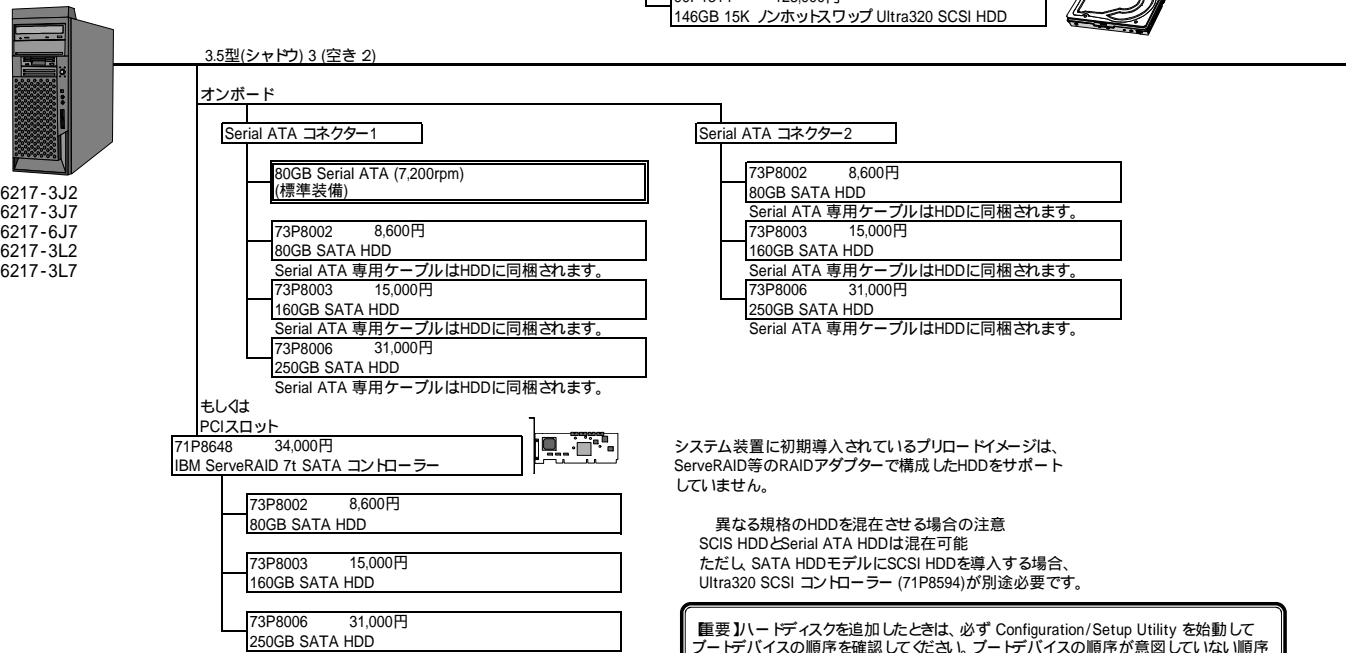 146GB 15K ノンホットスワップ Ultra320 SCSI HDD
3.5型(シャドウ) 3 (空き 2)
オンボード
Serial ATA コネクター1
80GB Serial ATA (7,200rpm)
(標準装備)
73P8002 8,600円
80GB SATA HDD
Serial ATA 専用ケーブルはHDDに同梱されます。
73P8003 15,000円
160GB SATA HDD
Serial ATA 専用ケーブルはHDDに同梱されます。
73P8006 31,000円
250GB SATA HDD
Serial ATA 専用ケーブルはHDDに同梱されます。
Serial ATA コネクター2
73P8002 8,600円
80GB SATA HDD
Serial ATA 専用ケーブルはHDDに同梱されます。
73P8003 15,000円
160GB SATA HDD
Serial ATA 専用ケーブルはHDDに同梱されます。
73P8006 31,000円
250GB SATA HDD
Serial ATA 専用ケーブルはHDDに同梱されます。
6217-3J2
6217-3J7
6217-6J7
6217-3L2
6217-3L7
もしくは
PCIスロット
71P8648 34,000円
IBM ServeRAID 7t SATA コントローラー
73P8002 8,600円
80GB SATA HDD
73P8003 15,000円
160GB SATA HDD
73P8006 31,000円
250GB SATA HDD
システム装置に初期導入されているプリロードイメージは、
ServeRAID等のRAIDアダプターで構成したHDDをサポート
していません。
異なる規格のHDDを混在させる場合の注意
SCIS HDDとSerial ATA HDDは混在可能
ただし、SATA HDDモデルにSCSI HDDを導入する場合、
Ultra320 SCSI コントローラー (71P8594)が別途必要です。
【重要】ハードディスクを追加したときは、必ず Configuration/Setup Utility を始動して
ブートデバイスの順序を確認してください。ブートデバイスの順序が意図していない順序